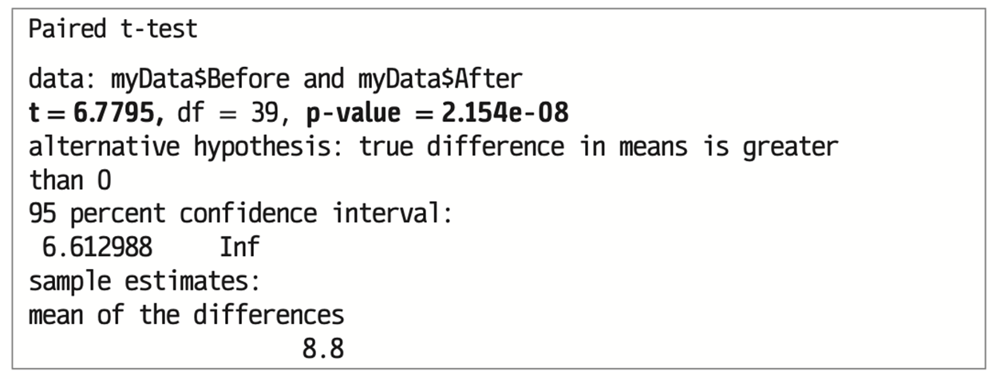 Paired t-test
data: myData$Before and myData$After
t = 6.7795, df = 39, p-value = 2.154e-08
alternative hypothesis: true difference in means is greater
than 0
95 percent confidence interval:
6.612988 Inf
sample estimates:
mean of the differences
8.8